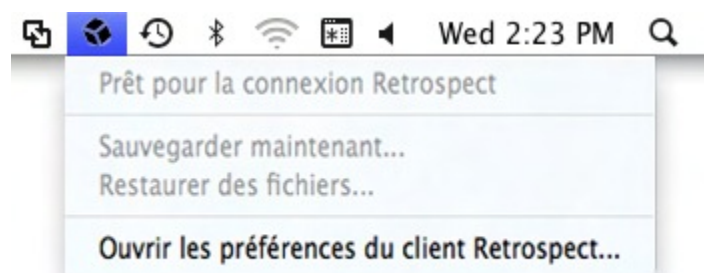 Wed 2:23 PM
Prêt pour la connexion Retrospect
Sauvegarder maintenant...
Restaurer des fichiers...
Ouvrir les préférences du client Retrospect...